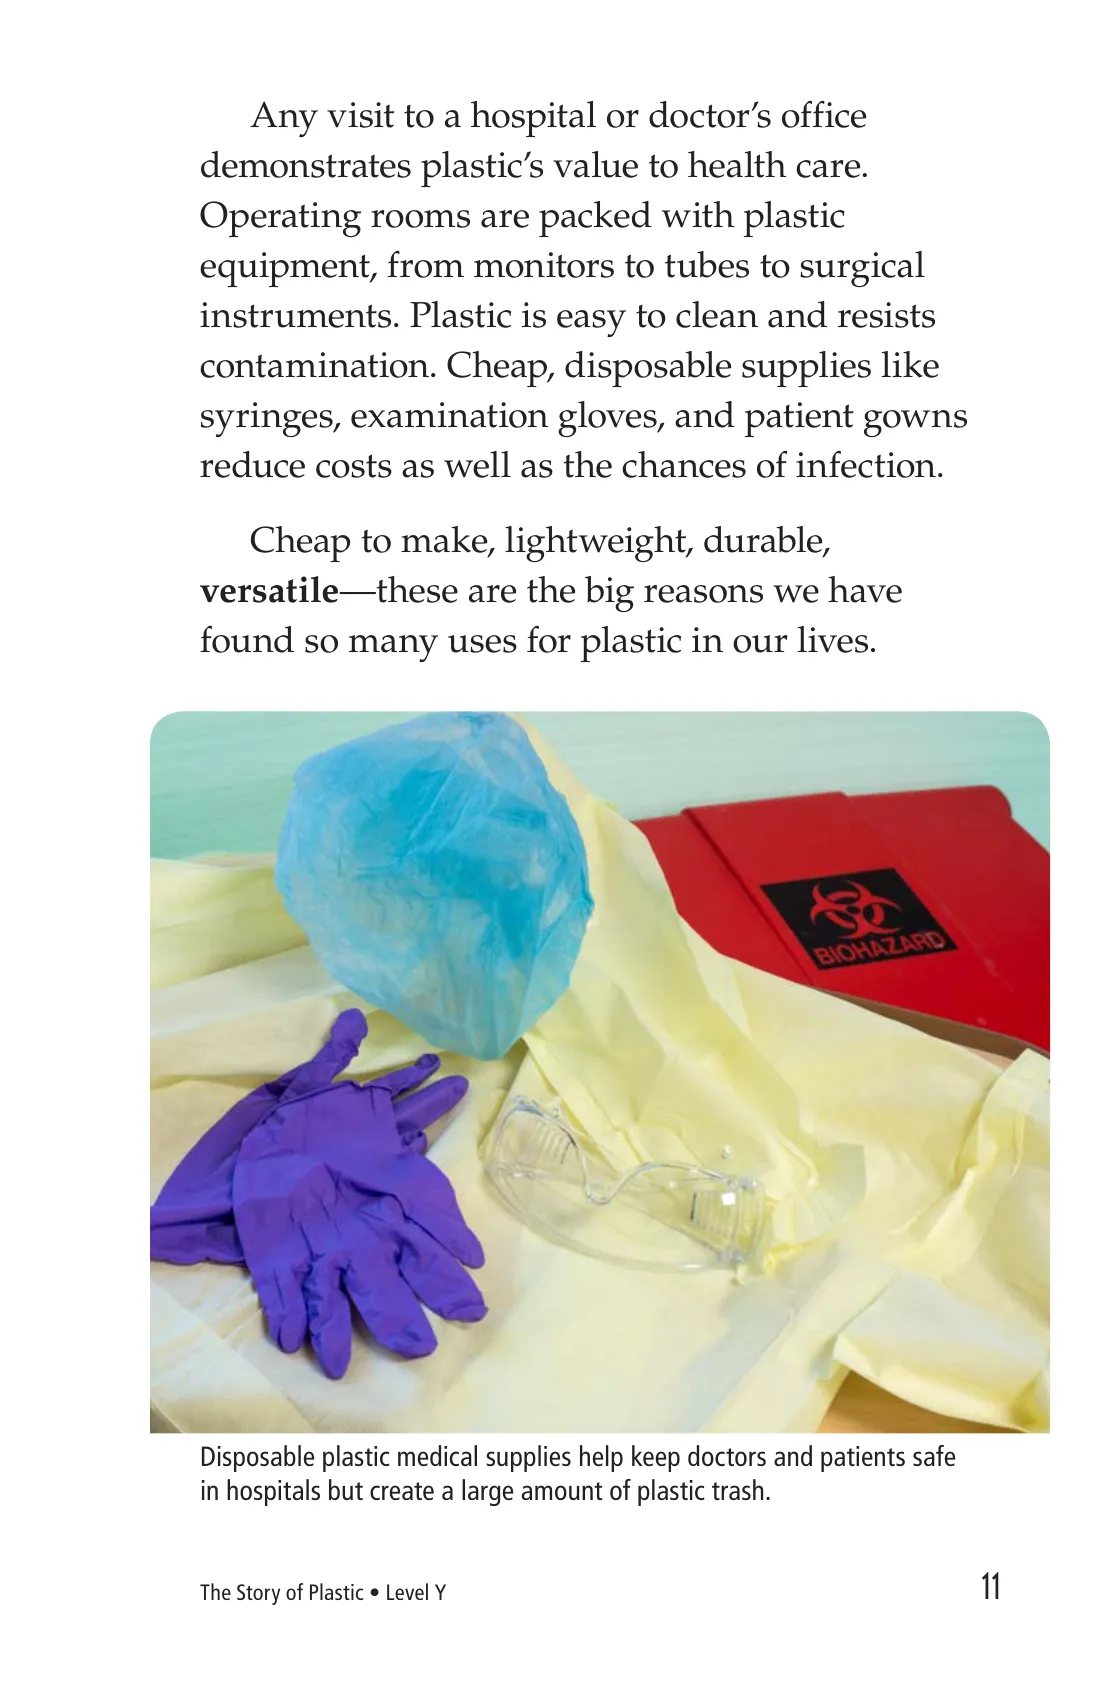 Any visit to a hospital or doctor’s office
demonstrates plastic’s value to health care.
Operating rooms are packed with plastic
equipment, from monitors to tubes to surgical
instruments. Plastic is easy to clean and resists
contamination. Cheap, disposable supplies like
syringes, examination gloves, and patient gowns
reduce costs as well as the chances of infection.
Cheap to make, lightweight, durable,
versatile—these are the big reasons we have
found so many uses for plastic in our lives.
BIOHAZARD
Disposable plastic medical supplies help keep doctors and patients safe
in hospitals but create a large amount of plastic trash.
The Story of Plastic • Level Y
11